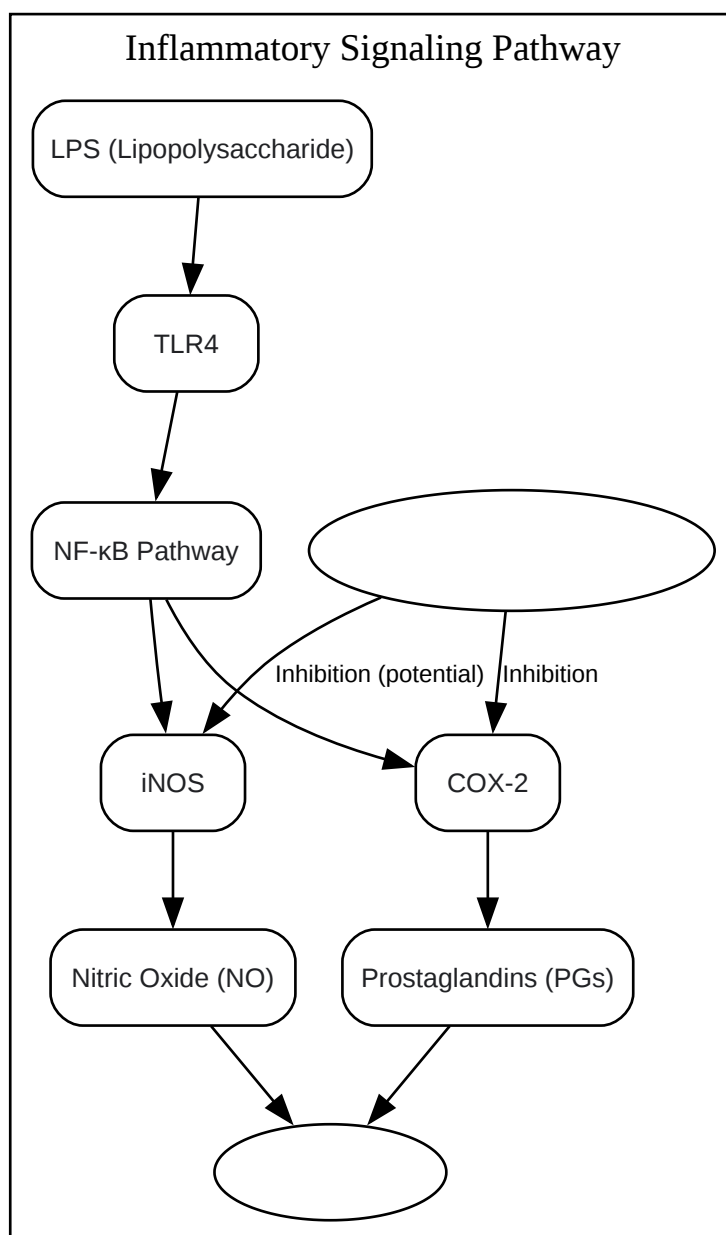 Inflammatory Signaling Pathway
LPS (Lipopolysaccharide)
TLR4
NF-κB Pathway
Inhibition (potential)
Inhibition
iNOS
COX-2
Nitric Oxide (NO)
Prostaglandins (PGs)